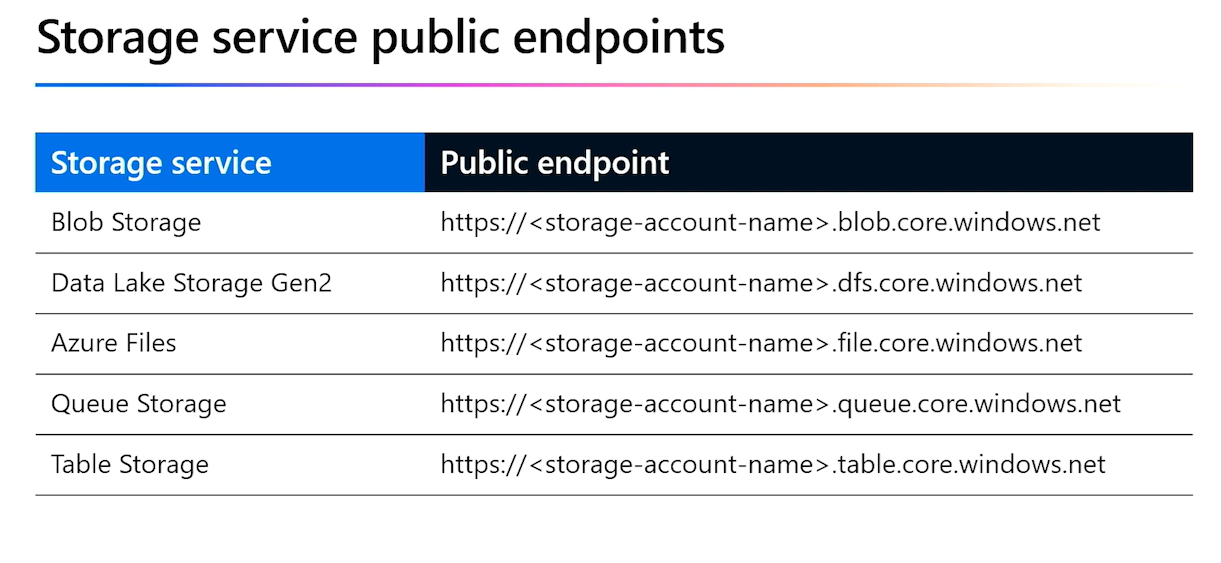 Storage service public endpoints
Storage service Public endpoint
Blob Storage https://<storage-account-name>.blob.core.windows.net
Data Lake Storage Gen2 https://<storage-account-name>.dfs.core.windows.net
Azure Files https://<storage-account-name>.file.core.windows.net
Queue Storage https://<storage-account-name>.queue.core.windows.net
Table Storage https://<storage-account-name>.table.core.windows.net